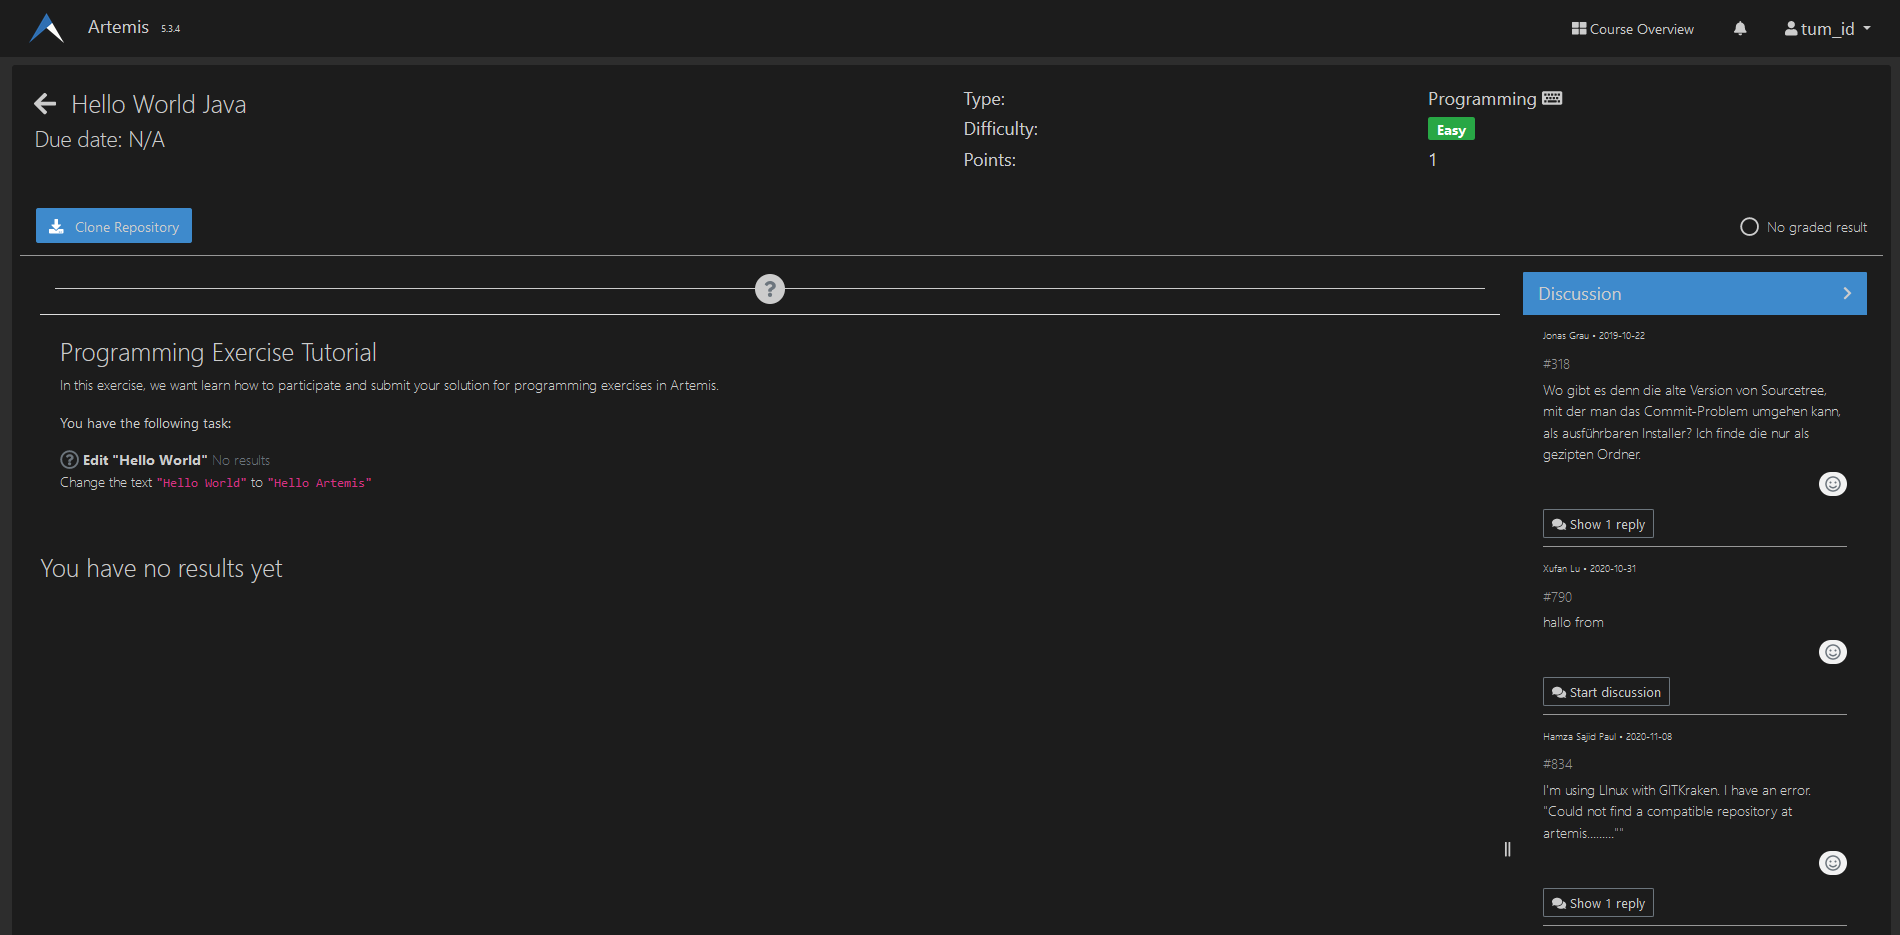 Artemis 5.3.4
Course Overview
tum_id
Hello World Java
Due date: N/A
Type:
Programming
Difficulty:
Easy
Points:
1
Clone Repository
No graded result
?
Programming Exercise Tutorial
In this exercise, we want learn how to participate and submit your solution for programming exercises in Artemis.
You have the following task:
? Edit "Hello World" No results
Change the text "Hello World" to "Hello Artemis"
You have no results yet
Discussion
Jonas Grau • 2019-10-22
#318
Wo gibt es denn die alte Version von Sourcetree,
mit der man das Commit-Problem umgehen kann,
als ausführbaren Installer? Ich finde die nur als
gezipten Ordner.
Show 1 reply
Xufan Lu • 2020-10-31
#790
hallo from
Start discussion
Hamza Sajid Paul • 2020-11-08
#834
I'm using LInux with GITKraken. I have an error.
"Could not find a compatible repository at
artemis.........""
Show 1 reply